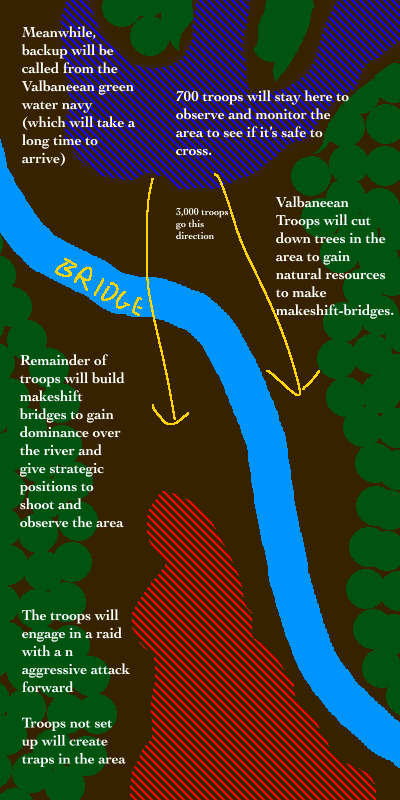 Meanwhile,
backup will be
called from the
Valbaneean green
water navy
(which will take a
long time to
arrive)
700 troops will stay here to
observe and monitor the
area to see if it's safe to
cross.
3,000 troops
go this
direction
Valbaneean
Troops will cut
down trees in the
area to gain
natural resources
to make
makeshift-bridges.
BRIDGE
Remainder of
troops will build
makeshift
bridges to gain
dominance over
the river and
give strategic
positions to
shoot and
observe the area
The troops will
engage in a raid
with a n
aggressive attack
forward
Troops not set
up will create
traps in the area